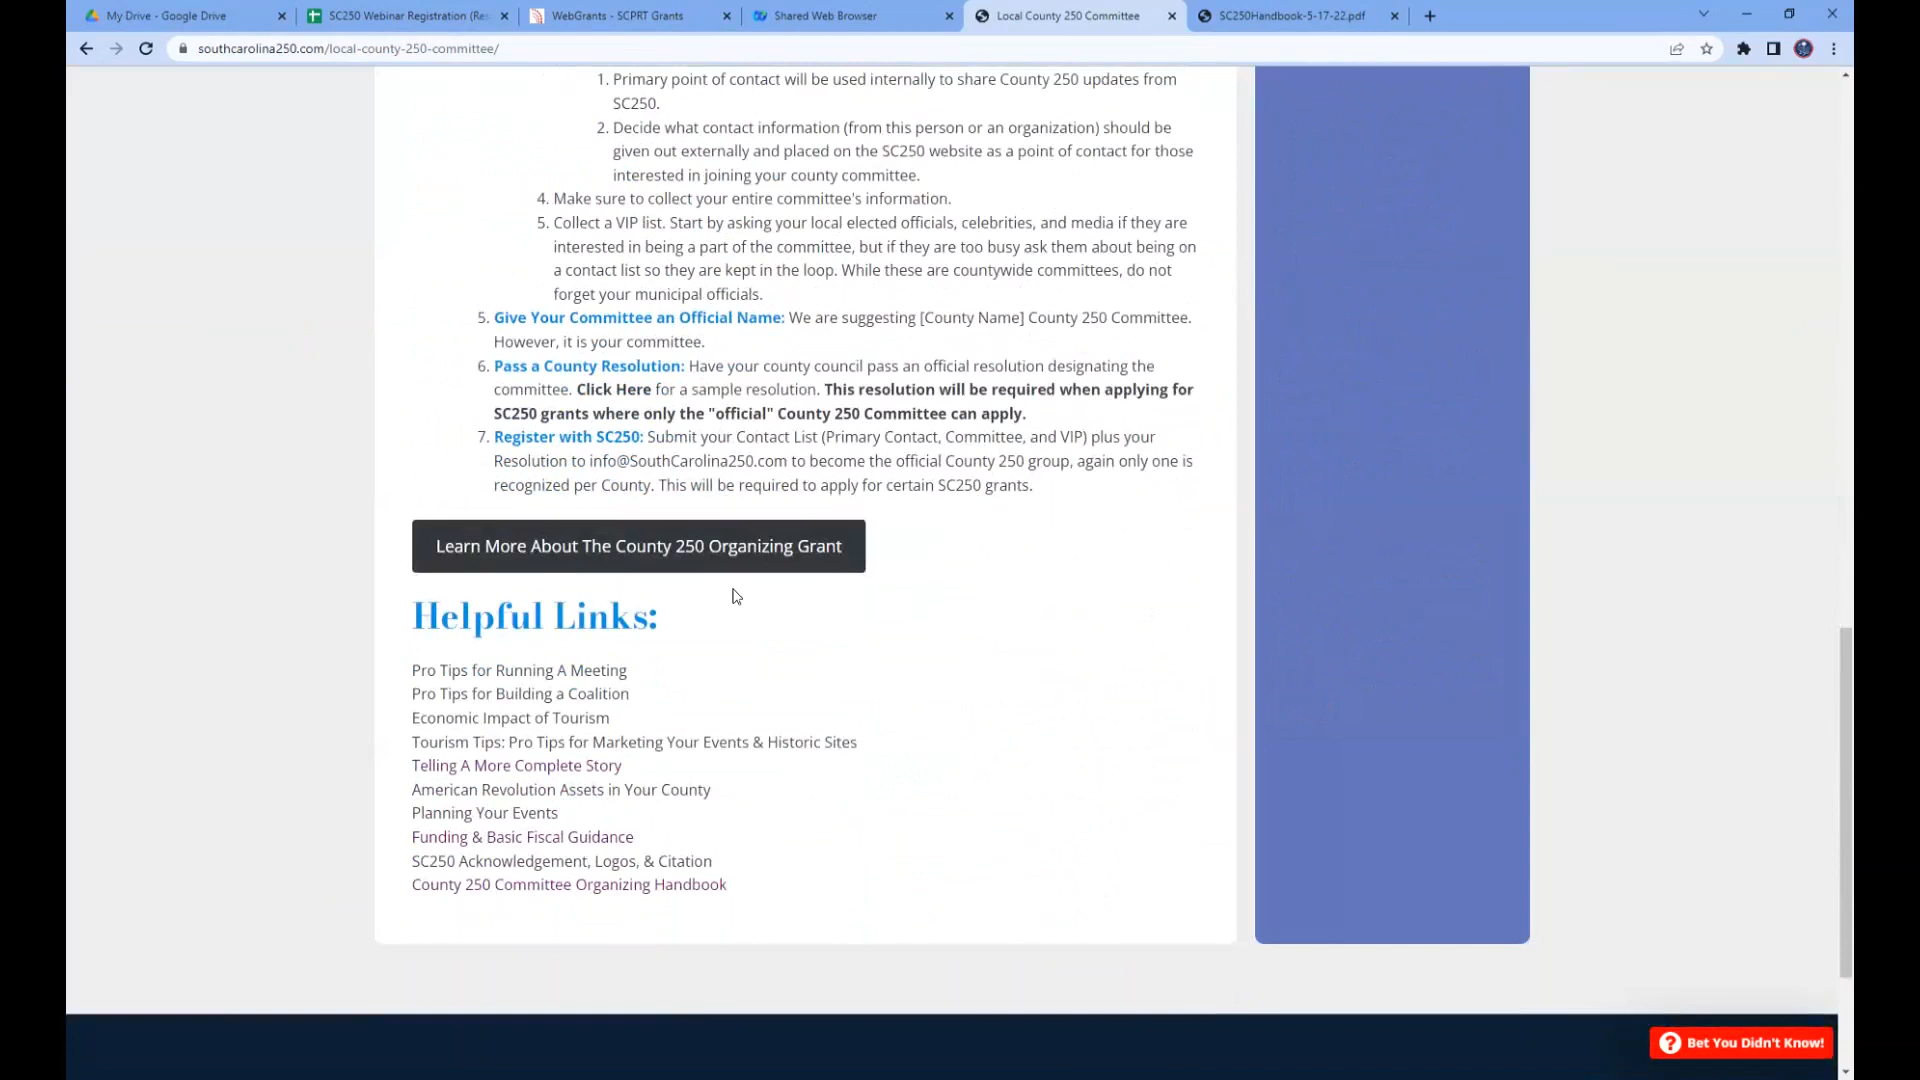 My Drive - Google Drive
SC250 Webinar Registration (Res
WebGrants - SCPRT Grants
Shared Web Browser
Local County 250 Committee
SC250Handbook-5-17-22.pdf
southcarolina250.com/local-county-250-committee/
1. Primary point of contact will be used internally to share County 250 updates from
SC250.
2. Decide what contact information (from this person or an organization) should be
given out externally and placed on the SC250 website as a point of contact for those
interested in joining your county committee.
4. Make sure to collect your entire committee's information.
5. Collect a VIP list. Start by asking your local elected officials, celebrities, and media if they are
interested in being a part of the committee, but if they are too busy ask them about being on
a contact list so they are kept in the loop. While these are countywide committees, do not
forget your municipal officials.
5. Give Your Committee an Official Name: We are suggesting [County Name] County 250 Committee.
However, it is your committee.
6. Pass a County Resolution: Have your county council pass an official resolution designating the
committee. Click Here for a sample resolution. This resolution will be required when applying for
SC250 grants where only the "official" County 250 Committee can apply.
7. Register with SC250: Submit your Contact List (Primary Contact, Committee, and VIP) plus your
Resolution to info@SouthCarolina250.com to become the official County 250 group, again only one is
recognized per County. This will be required to apply for certain SC250 grants.
Learn More About The County 250 Organizing Grant
Helpful Links:
Pro Tips for Running A Meeting
Pro Tips for Building a Coalition
Economic Impact of Tourism
Tourism Tips: Pro Tips for Marketing Your Events & Historic Sites
Telling A More Complete Story
American Revolution Assets in Your County
Planning Your Events
Funding & Basic Fiscal Guidance
SC250 Acknowledgement, Logos, & Citation
County 250 Committee Organizing Handbook
? Bet You Didn't Know!